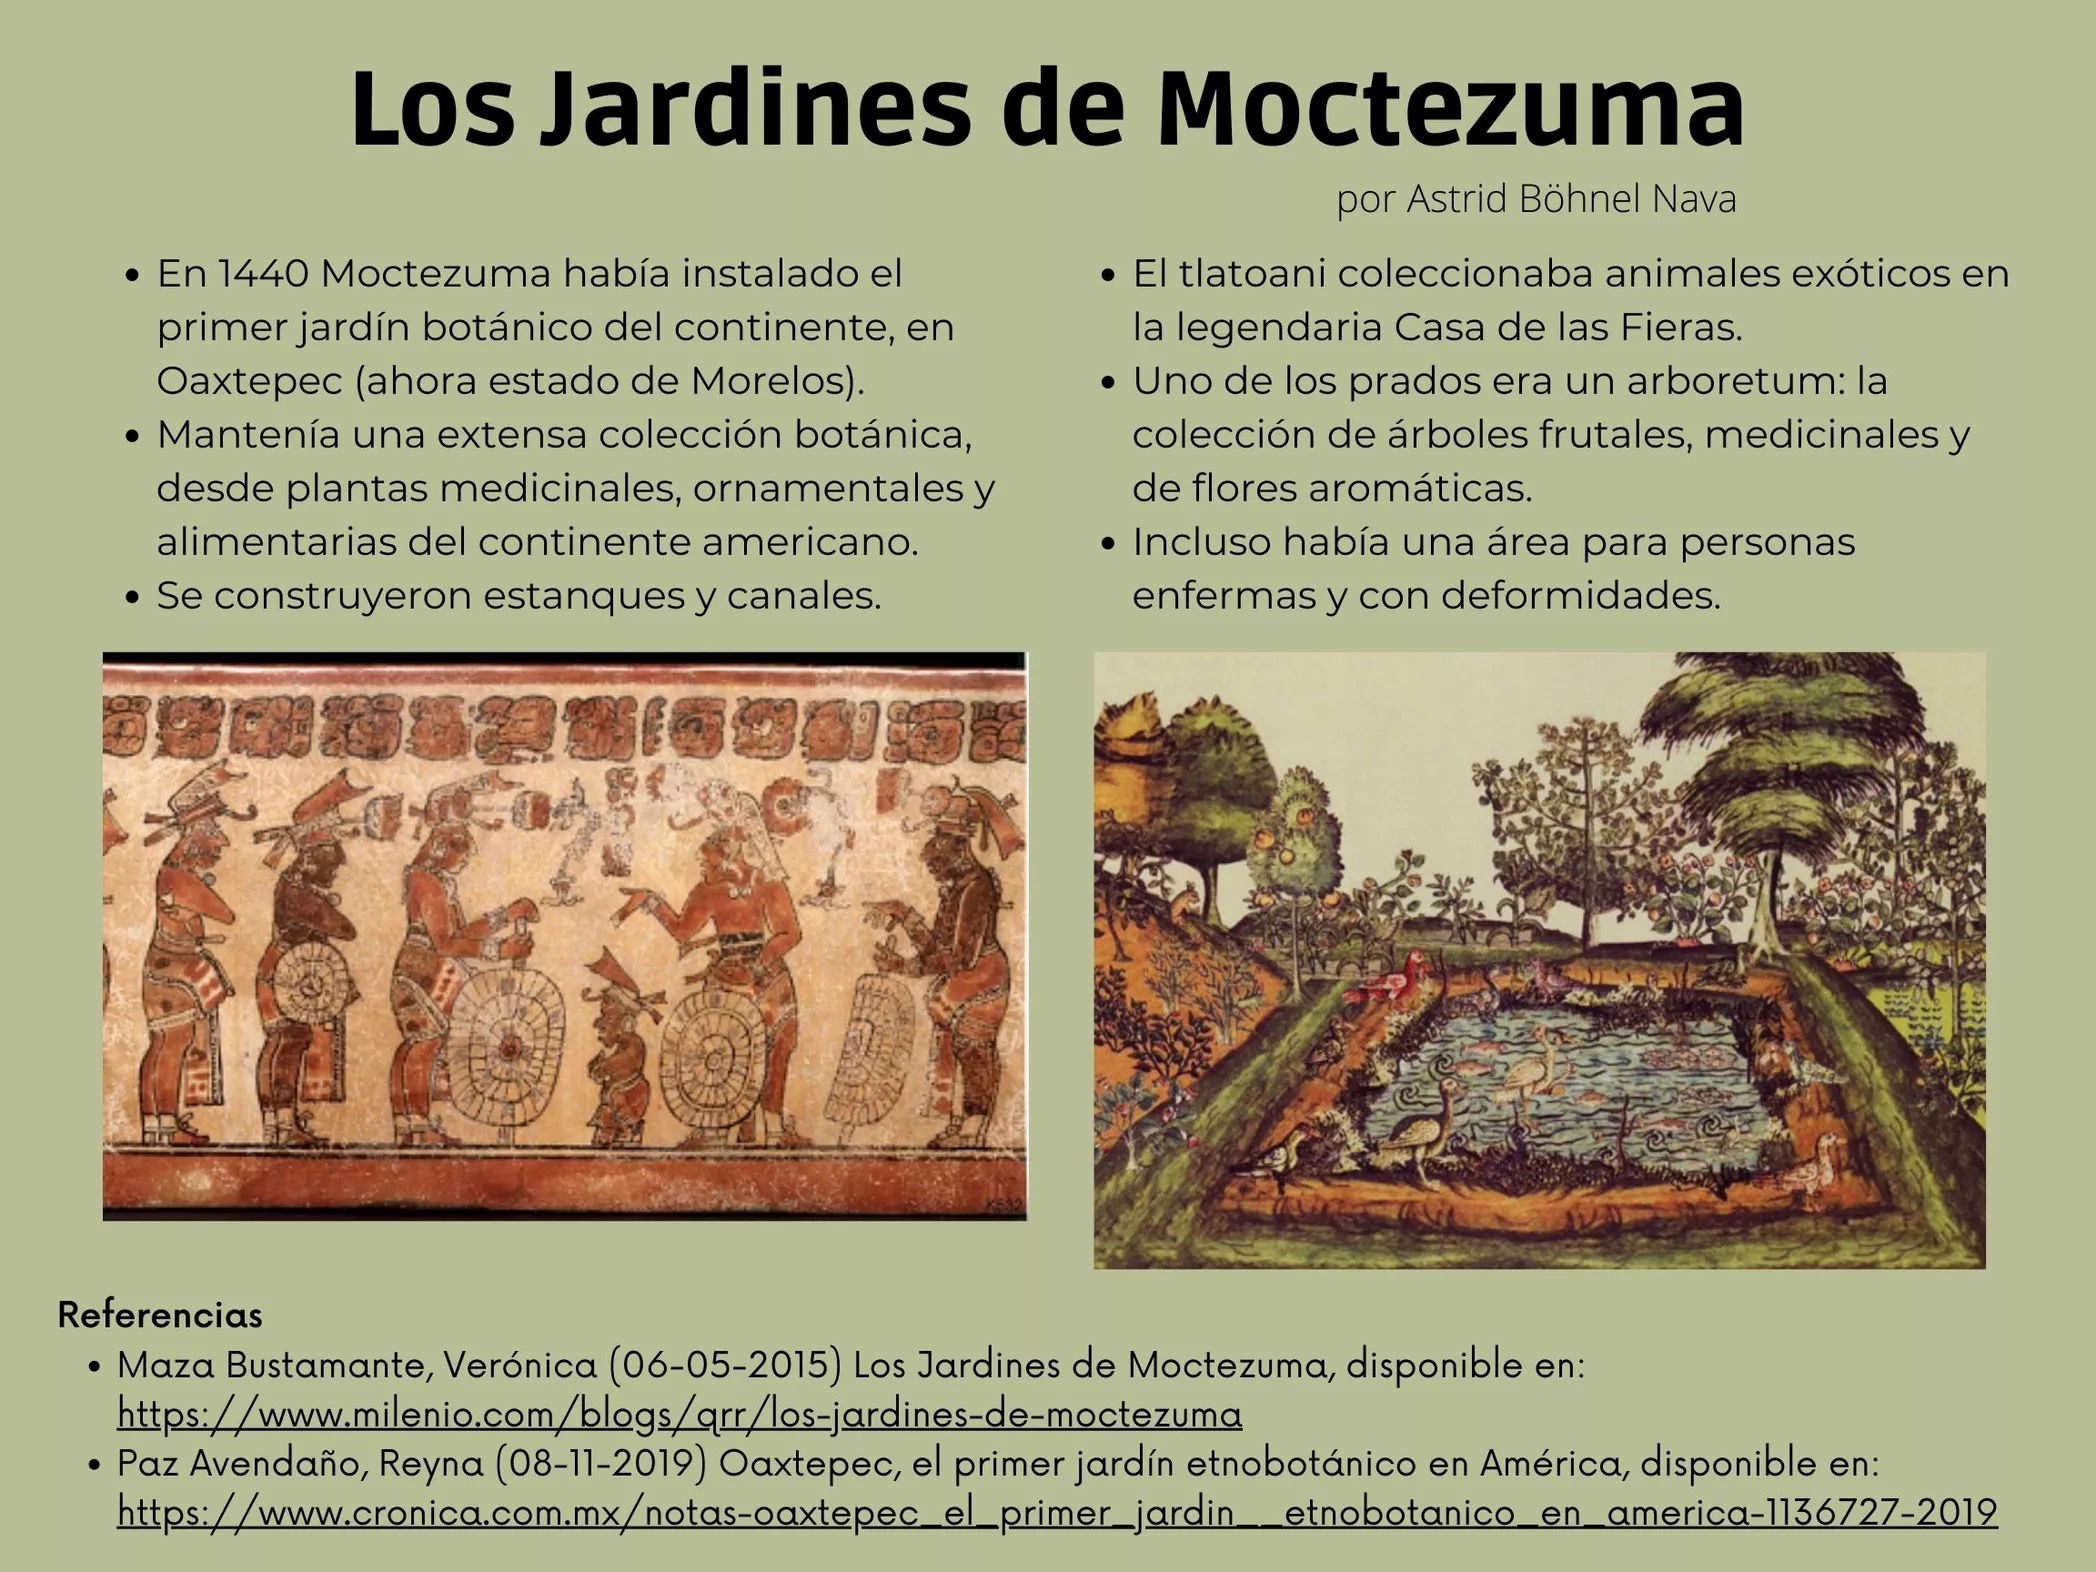 Los Jardines de Moctezuma
por Astrid Böhnel Nava
• En 1440 Moctezuma había instalado el
primer jardín botánico del continente, en
Oaxtepec (ahora estado de Morelos).
• Mantenía una extensa colección botánica,
desde plantas medicinales, ornamentales y
alimentarias del continente americano.
• Se construyeron estanques y canales.
• El tlatoani coleccionaba animales exóticos en
la legendaria Casa de las Fieras.
• Uno de los prados era un arboretum: la
colección de árboles frutales, medicinales y
de flores aromáticas.
• Incluso había una área para personas
enfermas y con deformidades.
Referencias
• Maza Bustamante, Verónica (06-05-2015) Los Jardines de Moctezuma, disponible en:
https://www.milenio.com/blogs/qrr/los-jardines-de-moctezuma
• Paz Avendaño, Reyna (08-11-2019) Oaxtepec, el primer jardín etnobotánico en América, disponible en:
https://www.cronica.com.mx/notas-oaxtepec_el_primer_jardin__etnobotanico_en_america-1136727-2019